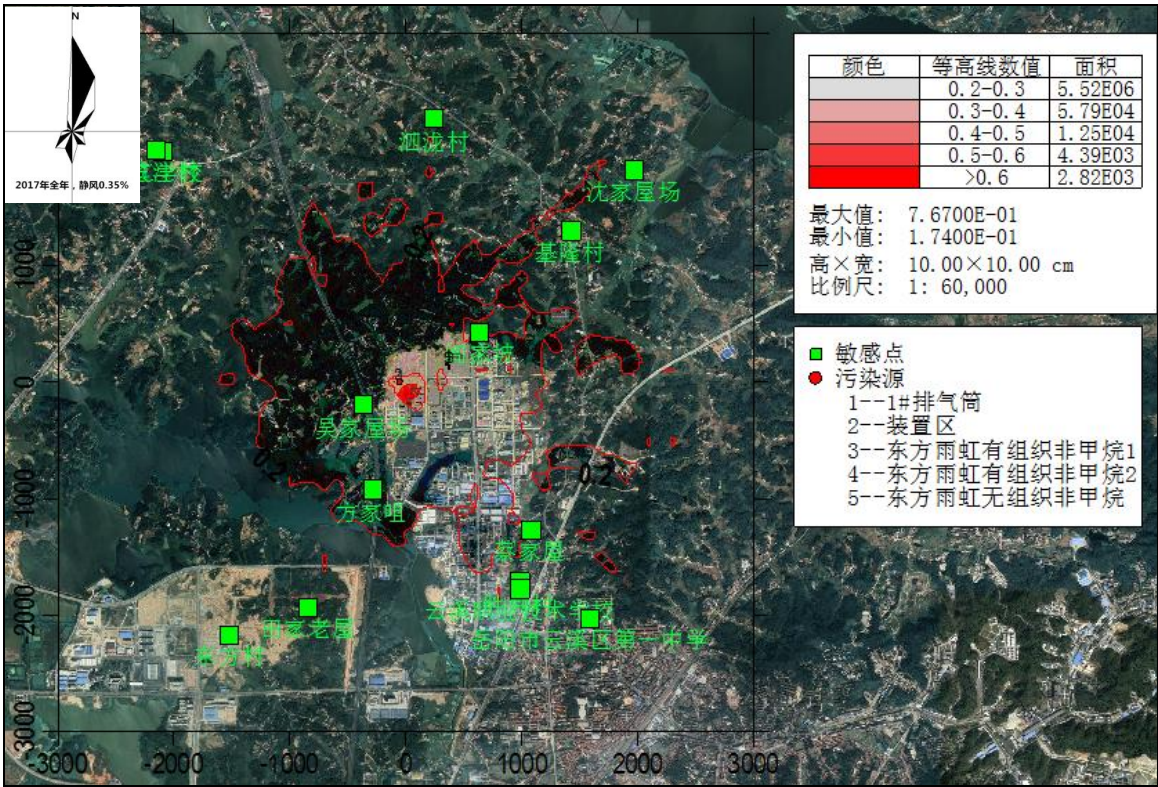 N
2017年全年，静风0.35%
颜色 等高线数值 面积
0.2-0.3 5.52E06
0.3-0.4 5.79E04
0.4-0.5 1.25E04
0.5-0.6 4.39E03
>0.6 2.82E03
最大值: 7.6700E-01
最小值: 1.7400E-01
高×宽: 10.00×10.00 cm
比例尺: 1: 60,000
敏感点
污染源
1--1#排气筒
2--装置区
3--东方雨虹有组织非甲烷1
4--东方雨虹有组织非甲烷2
5--东方雨虹无组织非甲烷
泗泷村
沈家屋场
基隆村
吴家屋场
方家咀
岳阳市云溪区第一中学
0.2
0.2
0.2
1000
0
-1000
-2000
-3000
-3000 -2000 -1000 0 1000 2000 3000